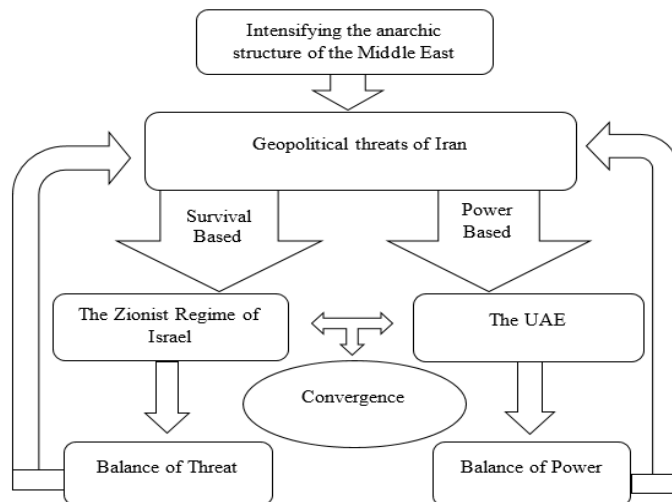 Intensifying the anarchic
structure of the Middle East
Geopolitical threats of Iran
Survival
Based
Power
Based
The Zionist Regime of
Israel
The UAE
Convergence
Balance of Threat
Balance of Power